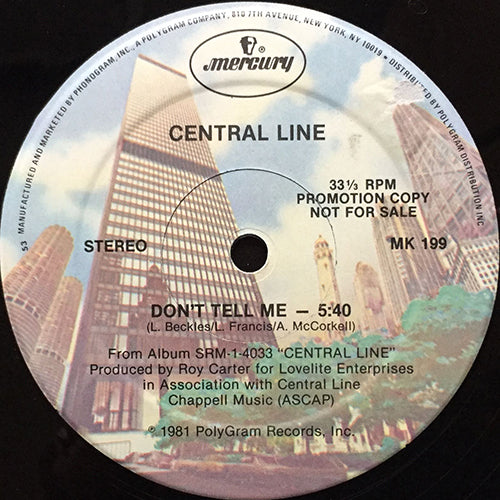 53 MANUFACTURED AND MARKETED BY PHONOGRAM, INC., A POLYGRAM COMPANY, 810 7TH AVENUE, NEW YORK, N.Y. 10019 • DISTRIBUTED BY POLYGRAM DISTRIBUTION,
mercury
CENTRAL LINE
33 1/3 RPM
PROMOTION COPY
NOT FOR SALE
STEREO
MK 199
DON'T TELL ME — 5:40
(L. Beckles/L. Francis/A. McCorkell)
From Album SRM-1-4033 "CENTRAL LINE"
Produced by Roy Carter for Lovelite Enterprises
in Association with Central Line
Chappell Music (ASCAP)
℗ 1981 PolyGram Records, Inc.